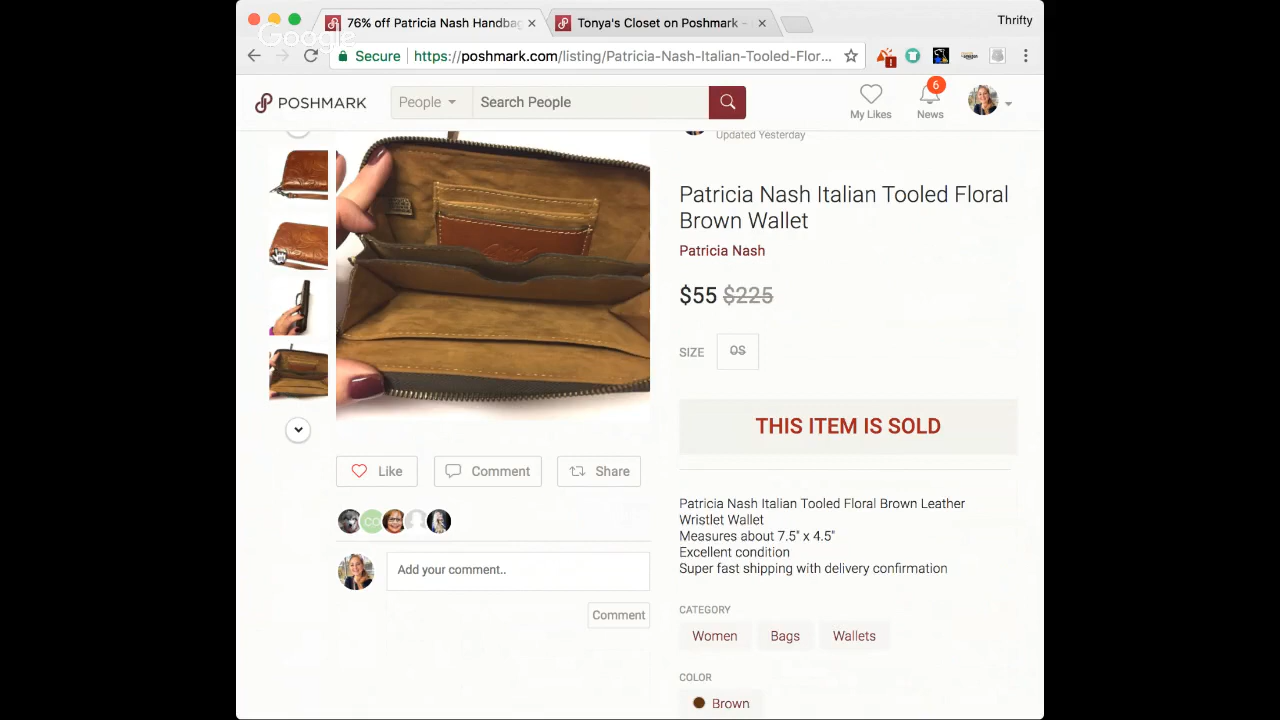 76% off Patricia Nash Handba
Tonya's Closet on Poshmark -
Thrifty
Google
Secure
https://poshmark.com/listing/Patricia-Nash-Italian-Tooled-Flor...
POSHMARK
People
Search People
My Likes
6
News
Updated Yesterday
Patricia Nash Italian Tooled Floral
Brown Wallet
Patricia Nash
$55 $225
SIZE
OS
THIS ITEM IS SOLD
Like
Comment
Share
CC
Add your comment..
Comment
Patricia Nash Italian Tooled Floral Brown Leather
Wristlet Wallet
Measures about 7.5" x 4.5"
Excellent condition
Super fast shipping with delivery confirmation
CATEGORY
Women
Bags
Wallets
COLOR
Brown